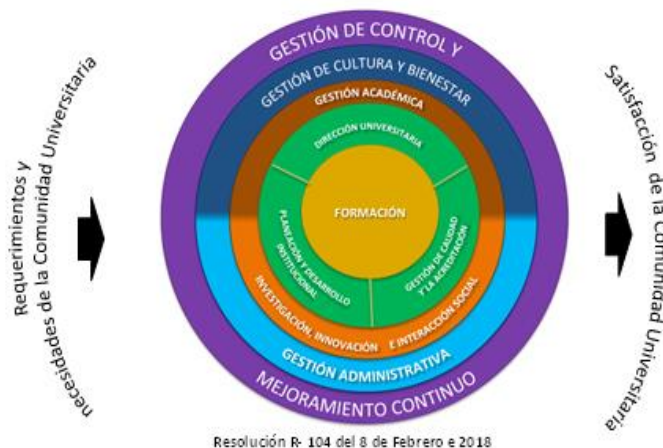 Requerimientos y
necesidades de la Comunidad Universitaria
GESTIÓN DE CONTROL Y
GESTIÓN DE CULTURA Y BIENESTAR
GESTIÓN ACADÉMICA
DIRECCIÓN UNIVERSITARIA
FORMACIÓN
PLANEACIÓN Y DESARROLLO
INSTITUCIONAL
GESTIÓN DE CALIDAD
Y LA ACREDITACIÓN
INVESTIGACIÓN, INNOVACIÓN E INTERACCIÓN SOCIAL
GESTIÓN ADMINISTRATIVA
MEJORAMIENTO CONTINUO
Satisfacción de la Comunidad Universitaria
Resolución R- 104 del 8 de Febrero e 2018